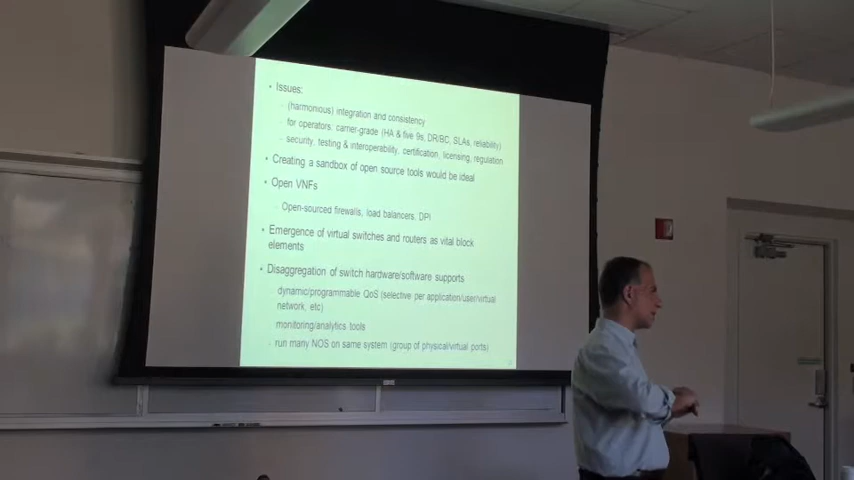 • Issues:
- (harmonious) integration and consistency
for operators, carrier-grade (HA & five 9s, DR/BC, SLAs, reliability)
- security, testing & interoperability, certification, licensing, regulation
• Creating a sandbox of open source tools would be ideal
• Open VNFs
- Open-sourced firewalls, load balancers, DPI
• Emergence of virtual switches and routers as vital block
elements
• Disaggregation of switch hardware/software supports
dynamic/programmable QoS (selective per application/user/virtual
network, etc)
monitoring/analytics tools
- run many NOS on same system (group of physical/virtual ports)